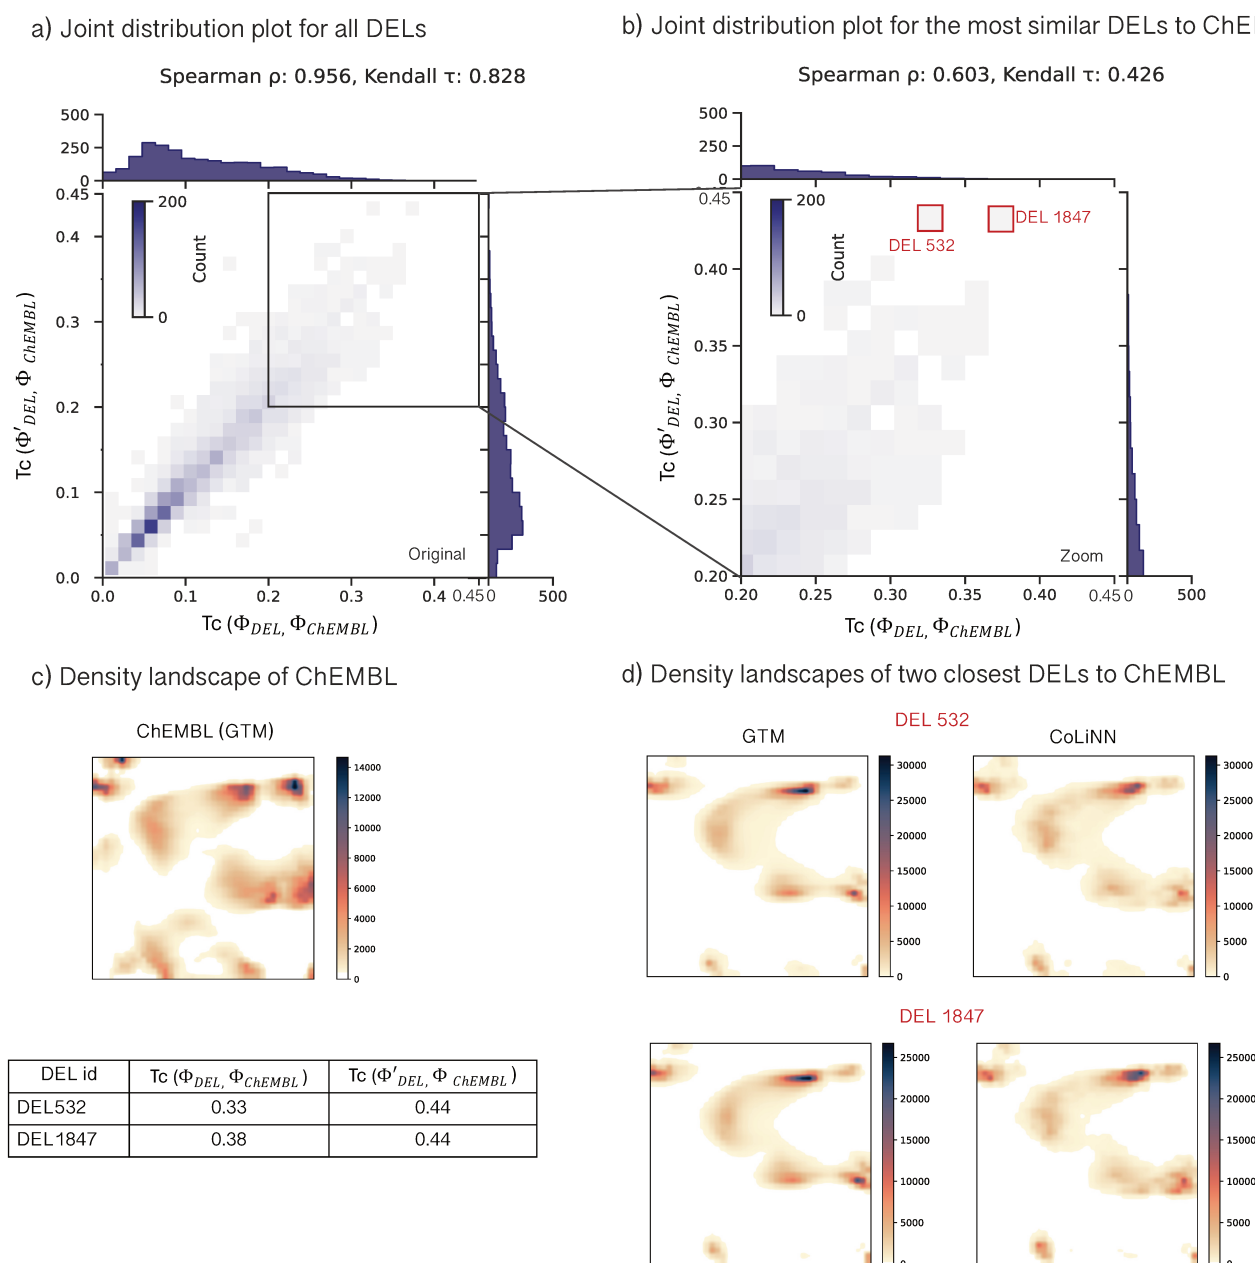 a) Joint distribution plot for all DELs
Spearman ρ: 0.956, Kendall τ: 0.828
500
250
0
0.45
0.4
0.3
0.2
0.1
0.0
200
0
Count
Tc (Φ′DEL, Φ ChEMBL)
Original
0.0
0.1
0.2
0.3
0.4
0.45
0
500
Tc (ΦDEL, ΦChEMBL)
b) Joint distribution plot for the most similar DELs to ChE
Spearman ρ: 0.603, Kendall τ: 0.426
500
250
0
0.45
0.40
0.35
0.30
0.25
0.20
200
0
Count
DEL 532
DEL 1847
Tc (Φ′DEL, Φ ChEMBL)
Zoom
0.20
0.25
0.30
0.35
0.40
0.45
0
500
Tc (ΦDEL, ΦChEMBL)
c) Density landscape of ChEMBL
ChEMBL (GTM)
14000
12000
10000
8000
6000
4000
2000
0
DEL id Tc (ΦDEL, ΦChEMBL) Tc (Φ′DEL, Φ ChEMBL)
DEL532 0.33 0.44
DEL1847 0.38 0.44
d) Density landscapes of two closest DELs to ChEMBL
DEL 532
GTM
CoLiNN
30000
25000
20000
15000
10000
5000
0
30000
25000
20000
15000
10000
5000
0
DEL 1847
25000
20000
15000
10000
5000
25000
20000
15000
10000
5000